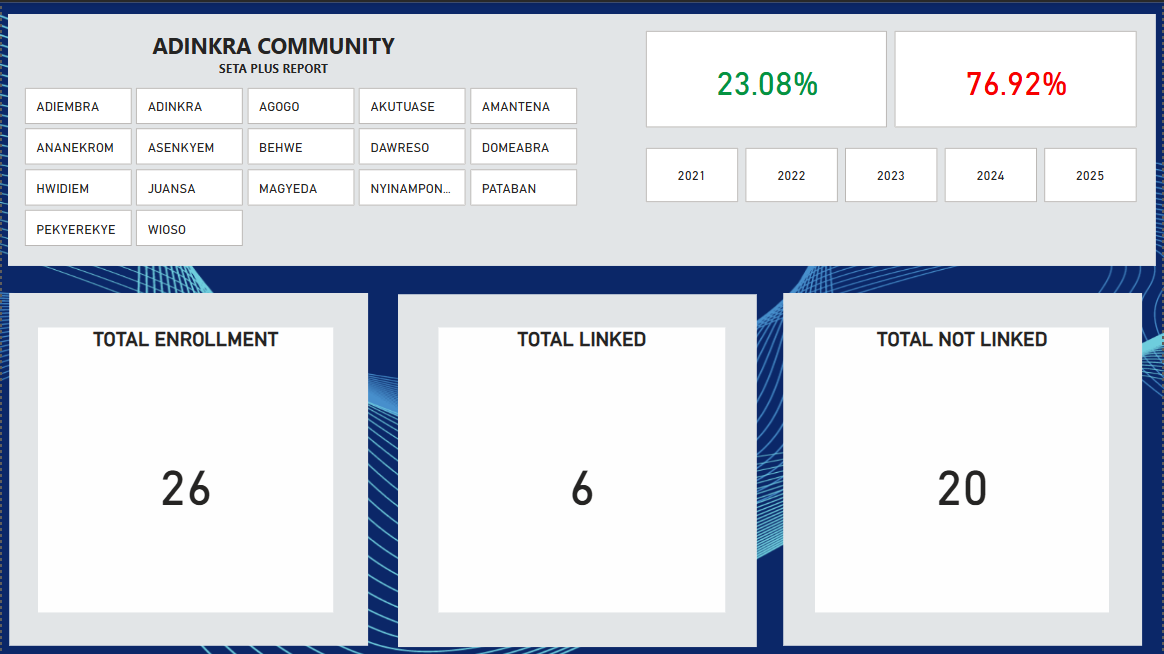 ADINKRA COMMUNITY
SETA PLUS REPORT
ADIEMBRA ADINKRA AGOGO AKUTUASE AMANTENA
ANANEKROM ASENKYEM BEHWE DAWRESO DOMEABRA
HWIDIEM JUANSA MAGYEDA NYINAMPON... PATABAN
PEKYEREKYE WIOSO
23.08% 76.92%
2021 2022 2023 2024 2025
TOTAL ENROLLMENT
26
TOTAL LINKED
6
TOTAL NOT LINKED
20